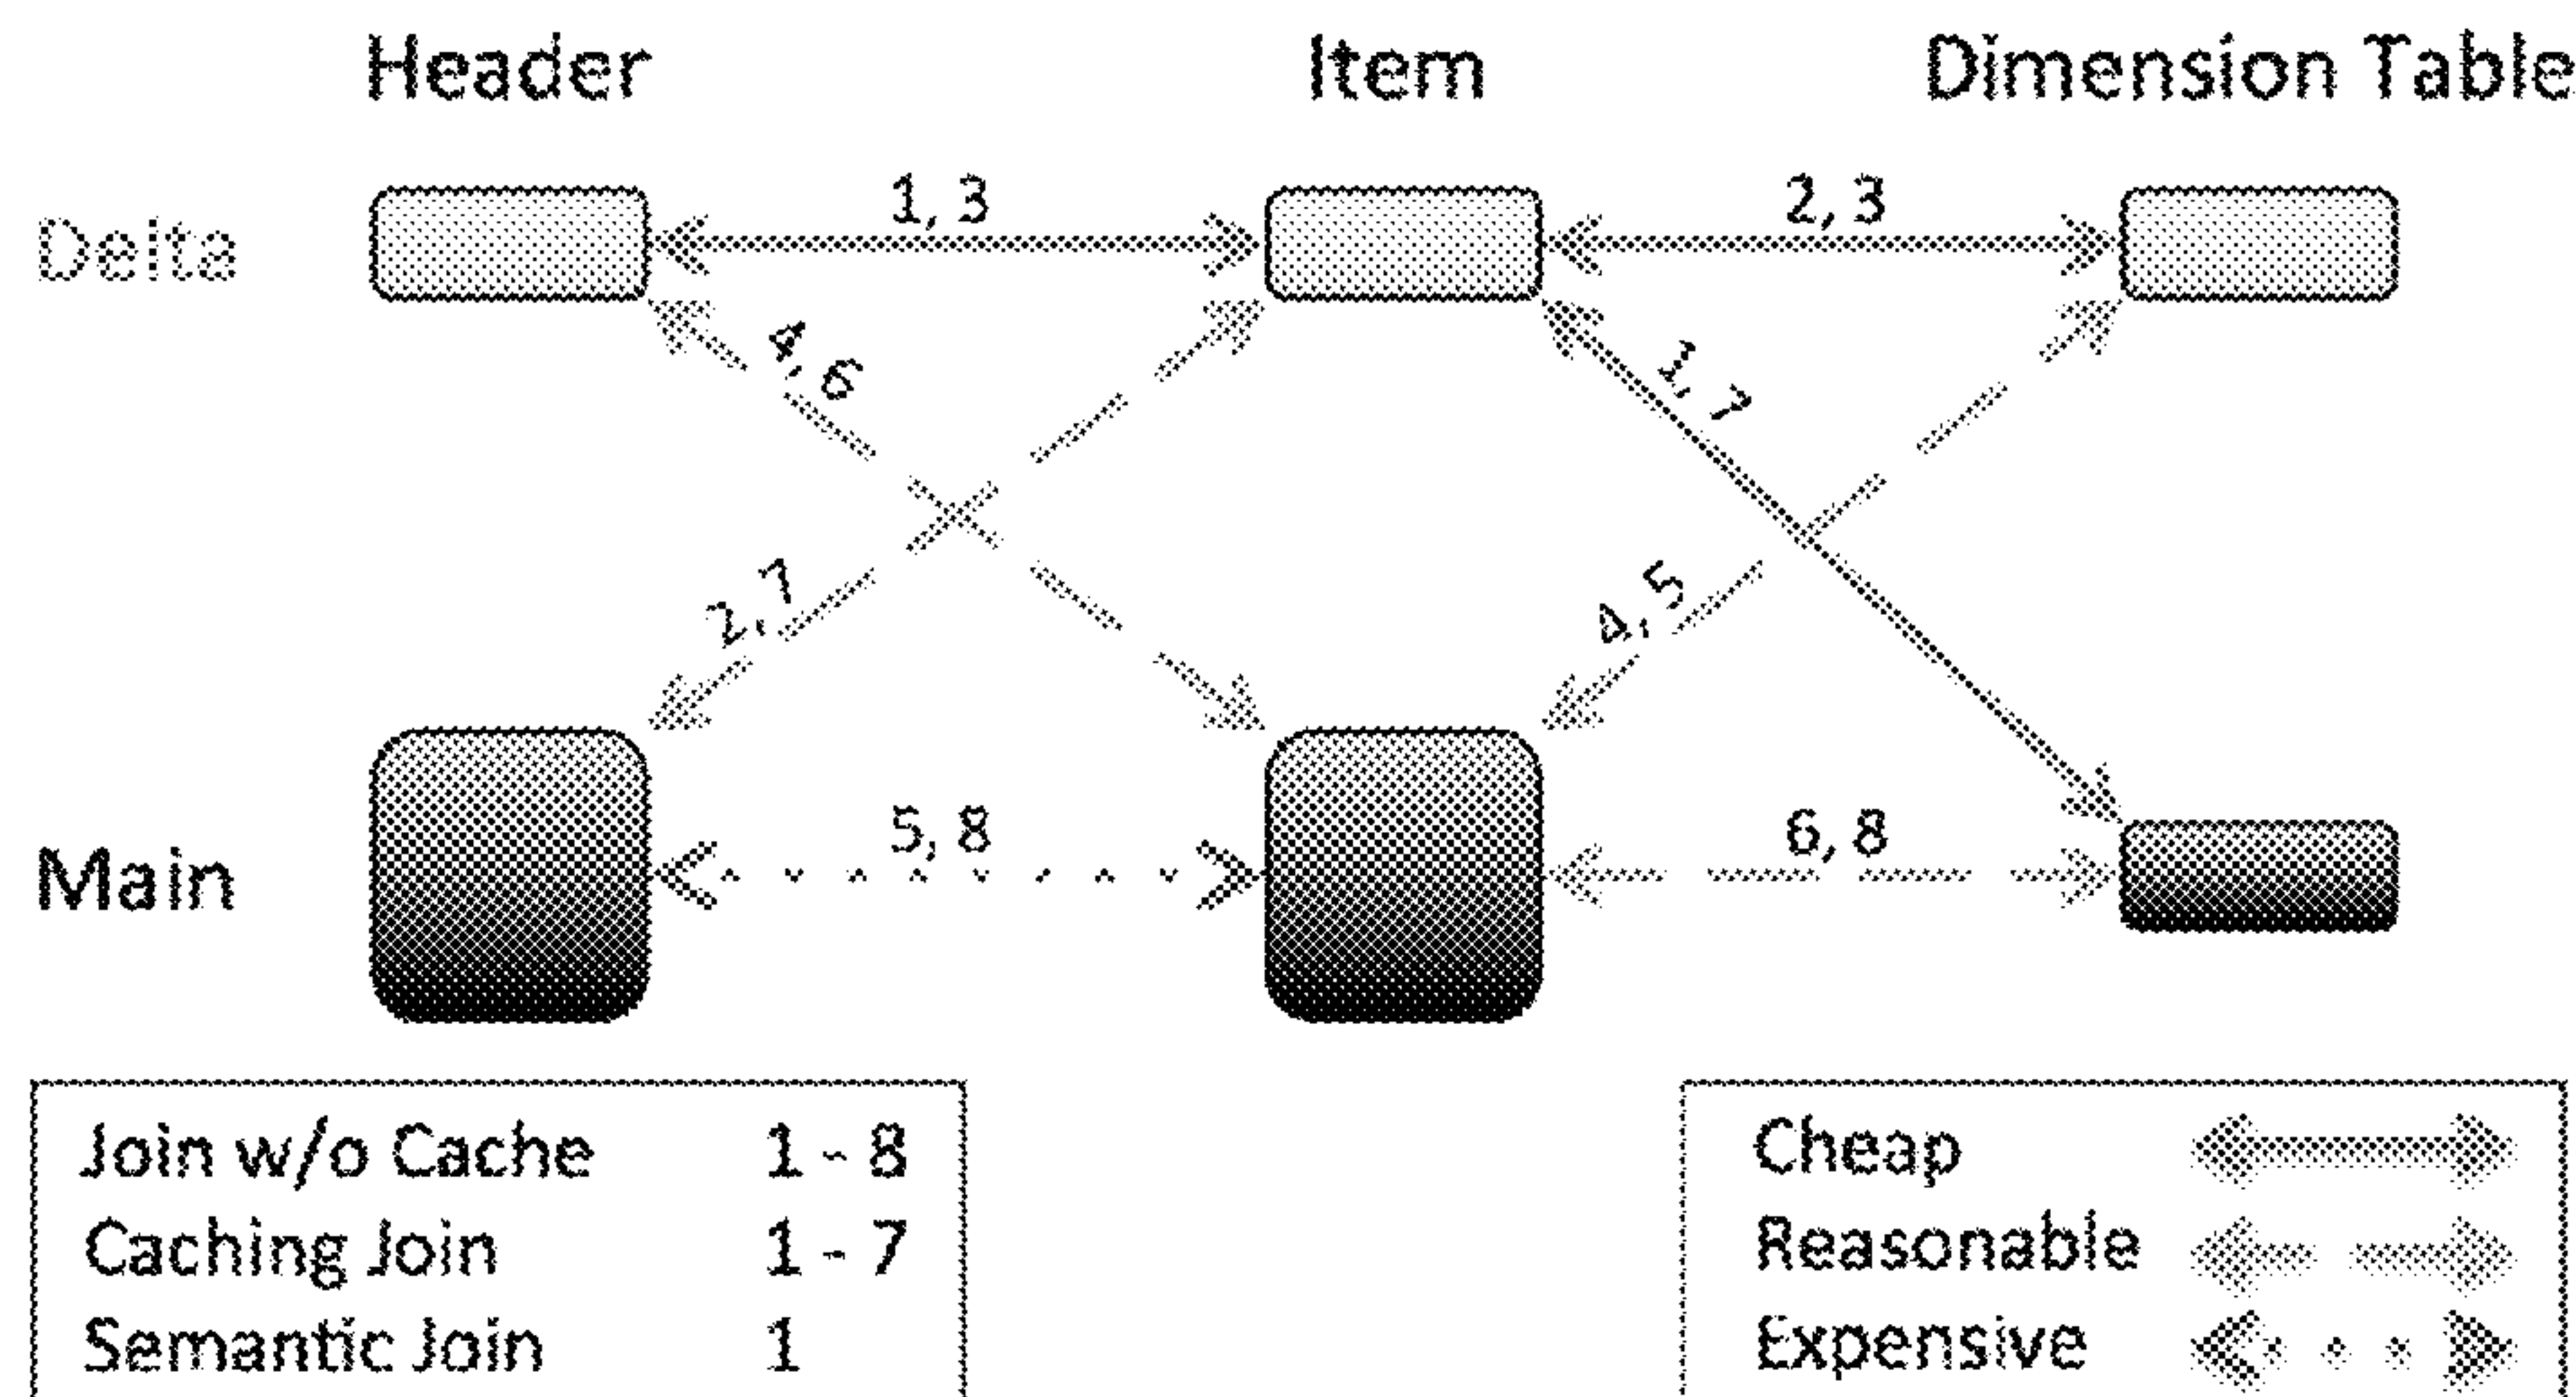 Header Item Dimension Table
Delta
1, 3
2, 3
4, 6
1, 7
2, 7
4, 5
Main
5, 8
6, 8
Join w/o Cache 1 - 8
Caching Join 1 - 7
Semantic Join 1
Cheap
Reasonable
Expensive